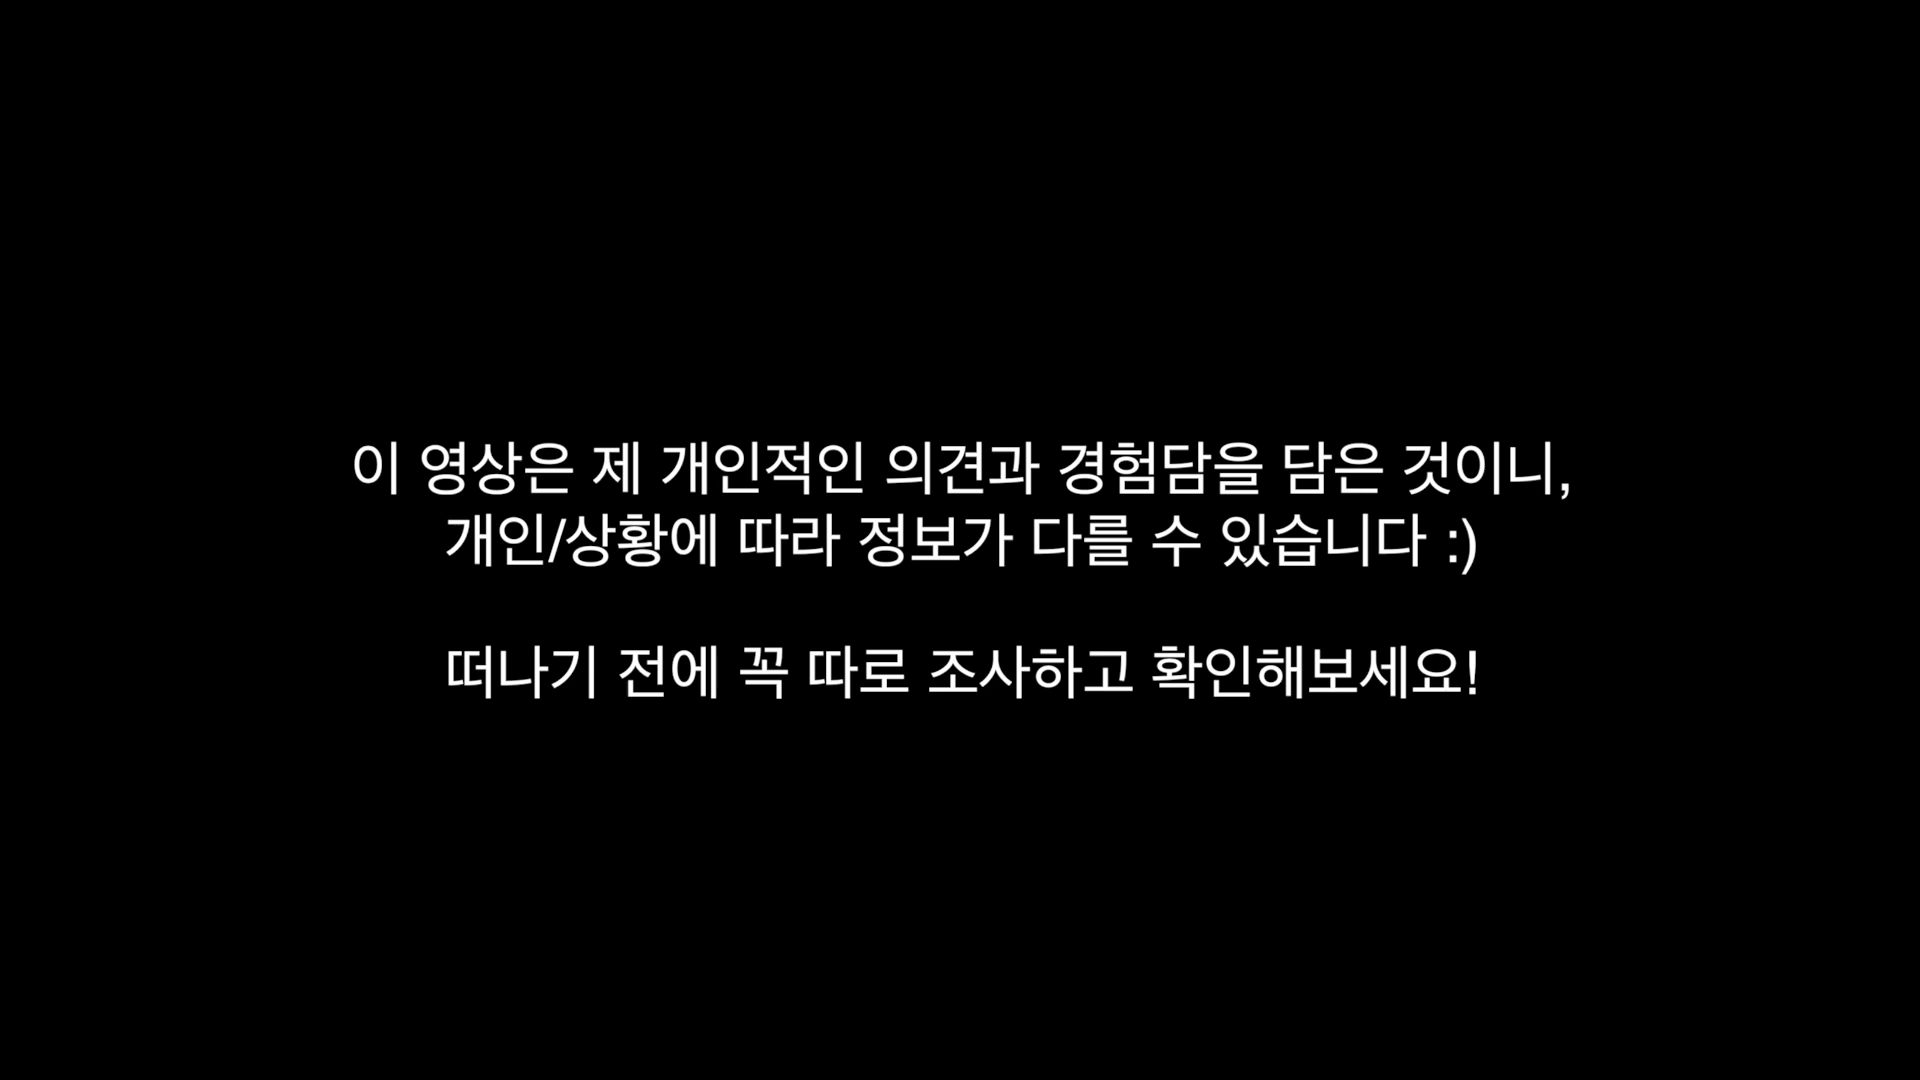 이 영상은 제 개인적인 의견과 경험담을 담은 것이니,
개인/상황에 따라 정보가 다를 수 있습니다 :)
떠나기 전에 꼭 따로 조사하고 확인해보세요!